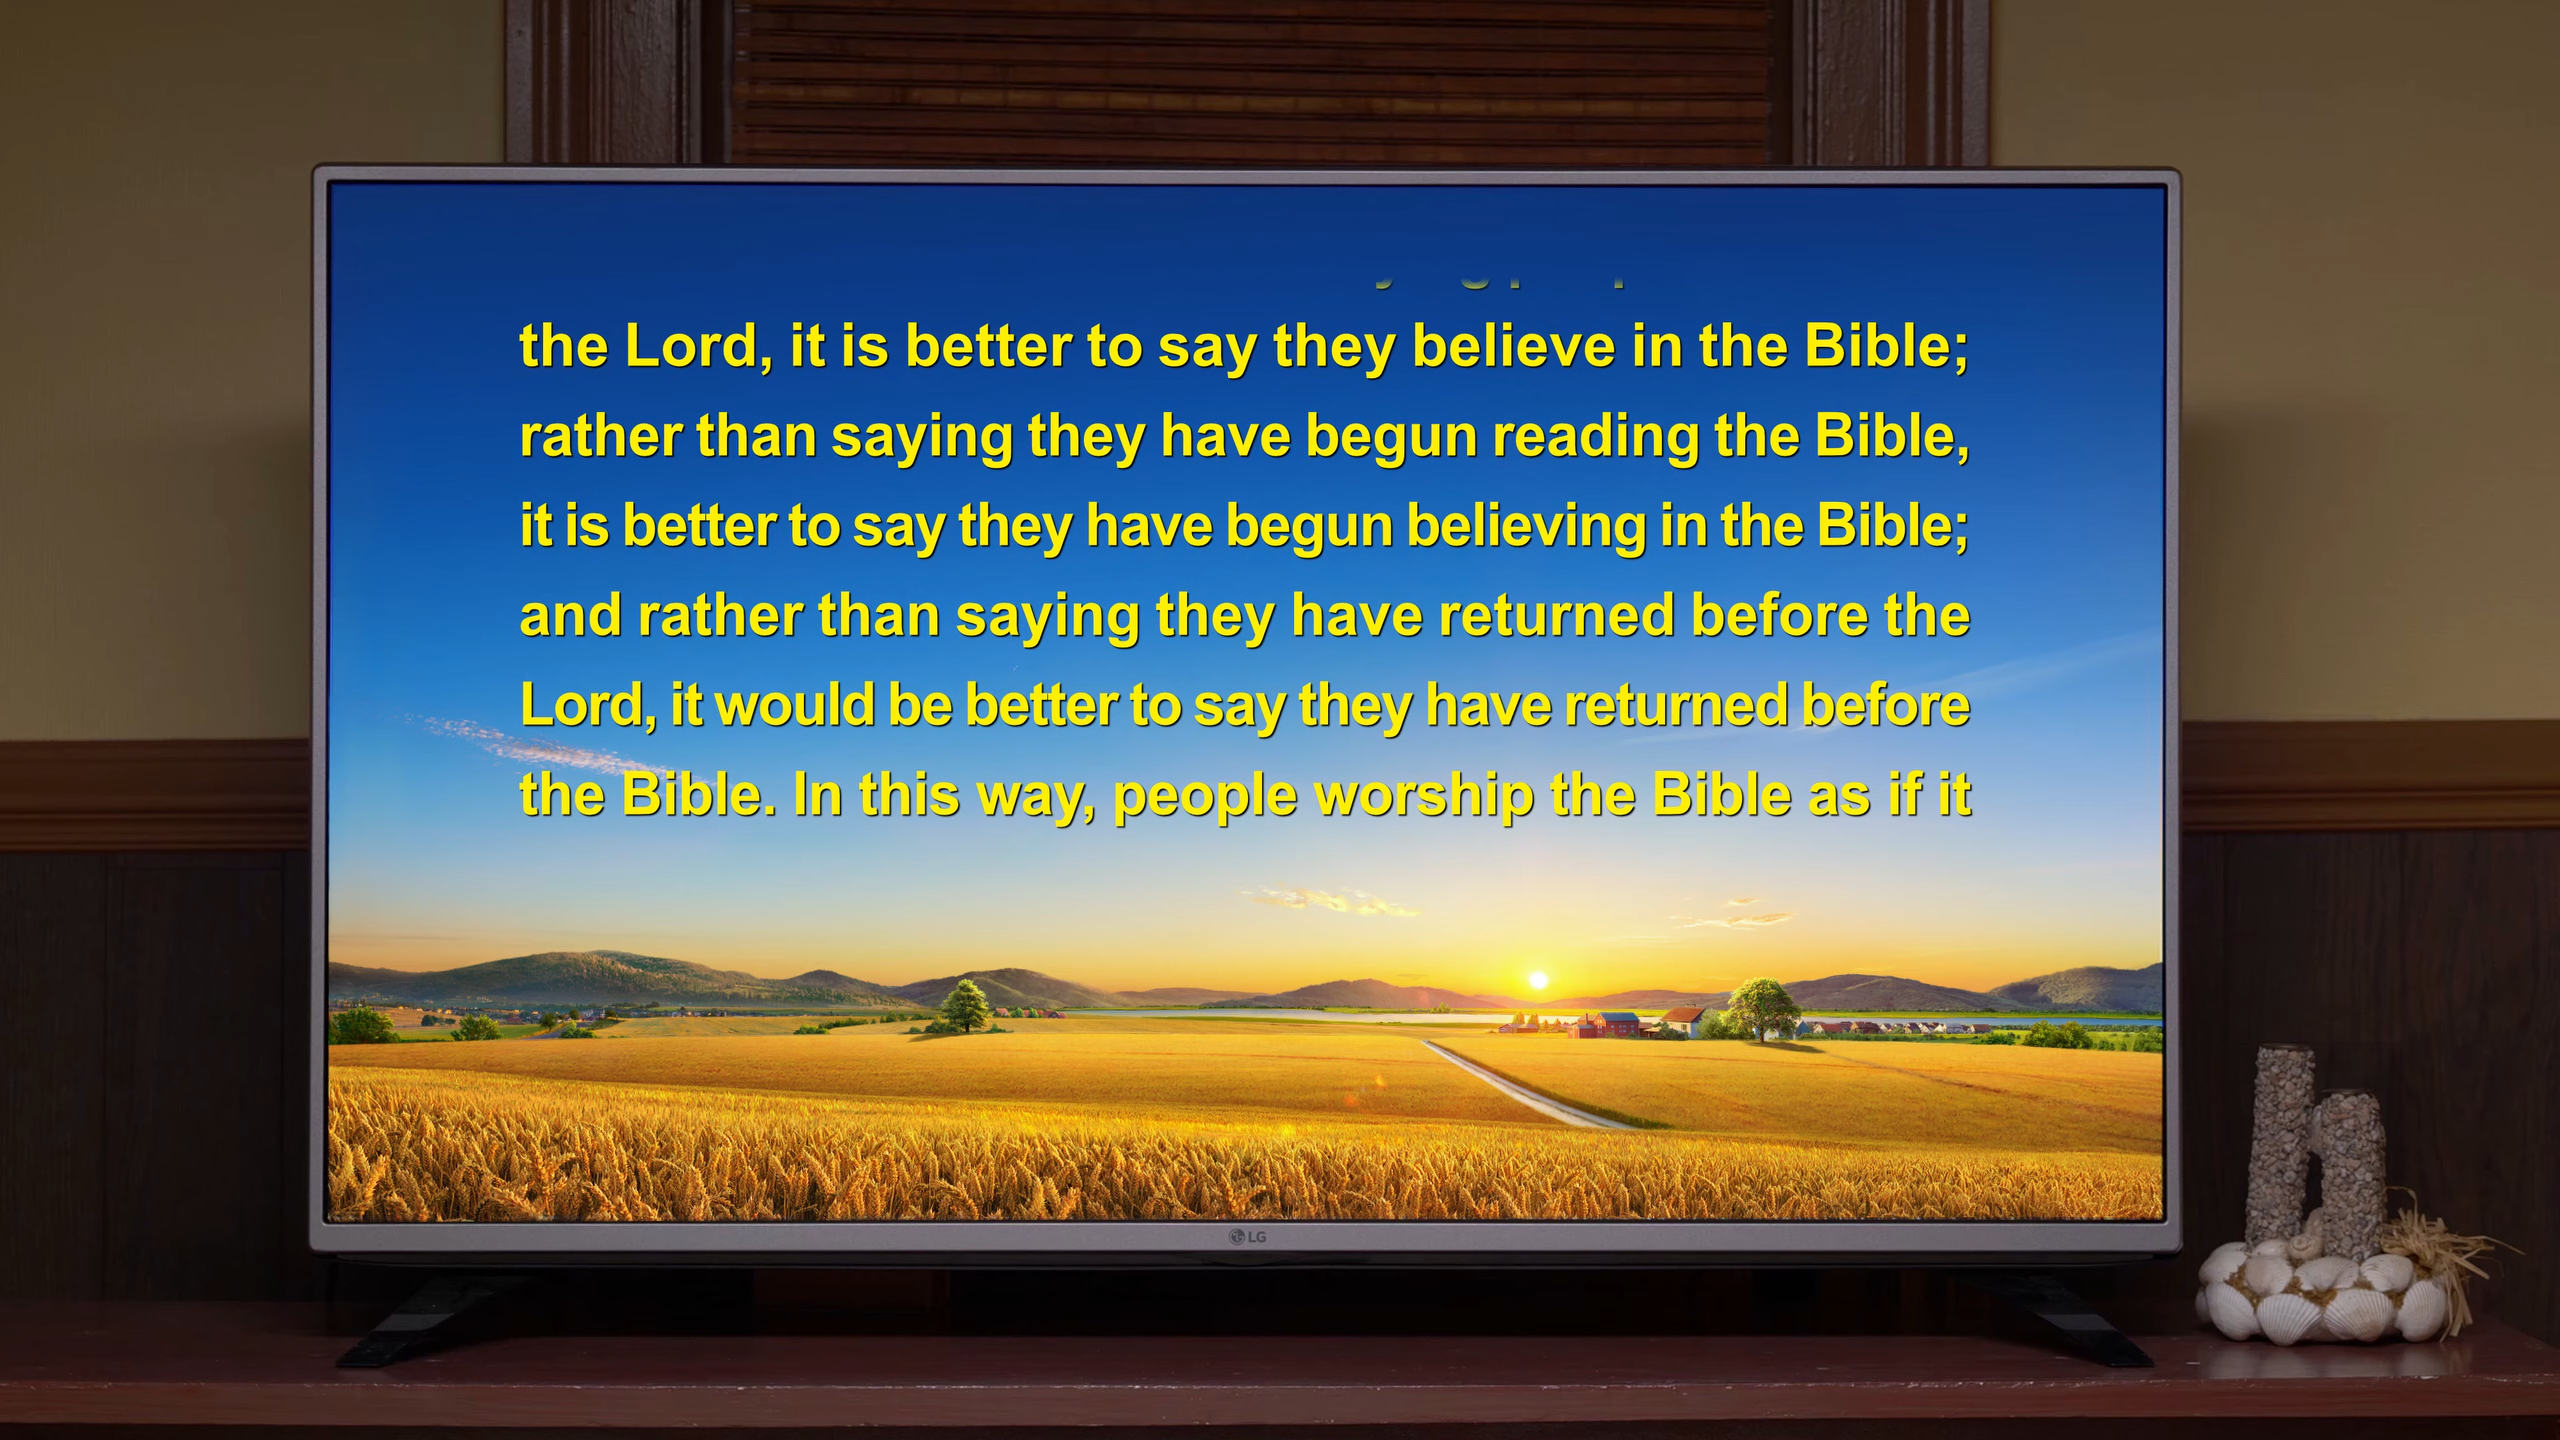 the Lord, it is better to say they believe in the Bible;
rather than saying they have begun reading the Bible,
it is better to say they have begun believing in the Bible;
and rather than saying they have returned before the
Lord, it would be better to say they have returned before
the Bible. In this way, people worship the Bible as if it
LG